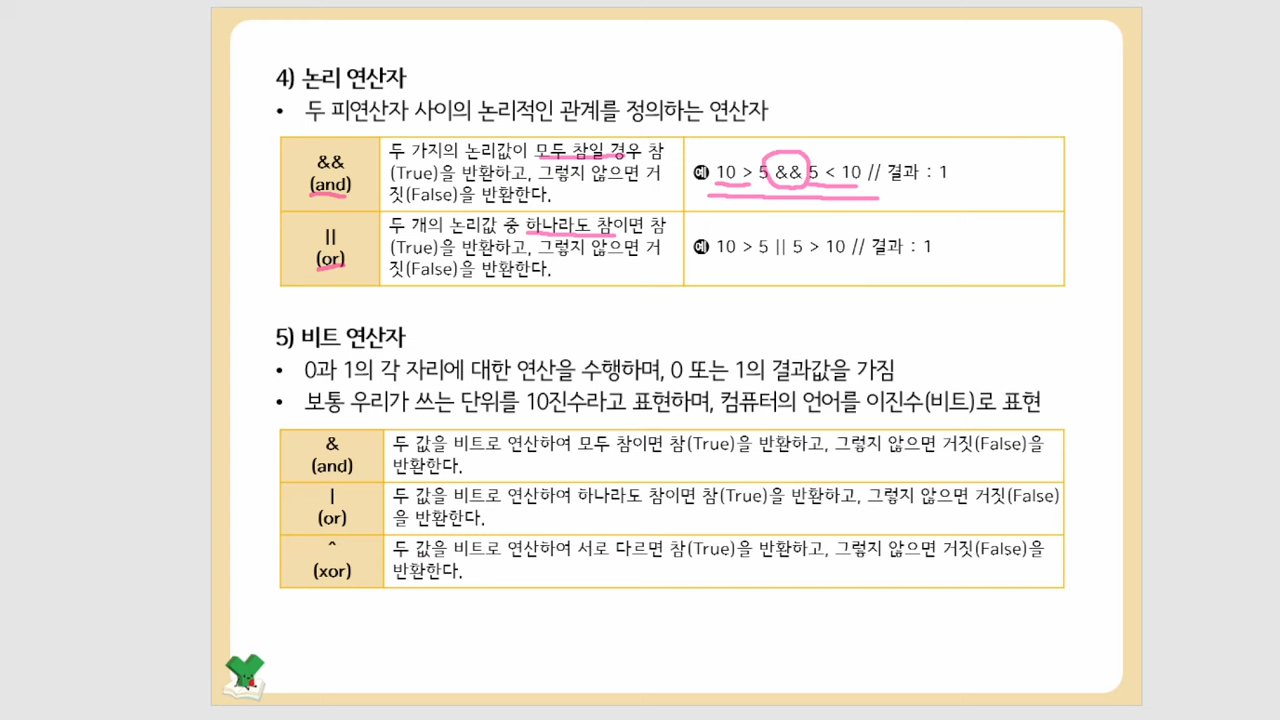 4) 논리 연산자
• 두 피연산자 사이의 논리적인 관계를 정의하는 연산자
&&
(and)
두 가지의 논리값이 모두 참일 경우 참
(True)을 반환하고, 그렇지 않으면 거
짓(False)을 반환한다.
예 10 > 5 && 5 < 10 // 결과 : 1
||
(or)
두 개의 논리값 중 하나라도 참이면 참
(True)을 반환하고, 그렇지 않으면 거
짓(False)을 반환한다.
예 10 > 5 || 5 > 10 // 결과 : 1
5) 비트 연산자
• 0과 1의 각 자리에 대한 연산을 수행하며, 0 또는 1의 결과값을 가짐
• 보통 우리가 쓰는 단위를 10진수라고 표현하며, 컴퓨터의 언어를 이진수(비트)로 표현
&
(and)
두 값을 비트로 연산하여 모두 참이면 참(True)을 반환하고, 그렇지 않으면 거짓(False)을
반환한다.
|
(or)
두 값을 비트로 연산하여 하나라도 참이면 참(True)을 반환하고, 그렇지 않으면 거짓(False)
을 반환한다.
^
(xor)
두 값을 비트로 연산하여 서로 다르면 참(True)을 반환하고, 그렇지 않으면 거짓(False)을
반환한다.